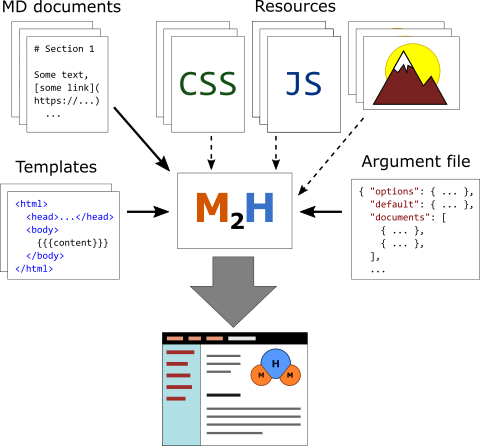 MD documents
Resources
# Section 1
Some text,
[some link](
https://...)
...
CSS
JS
Templates
<html>
<head>...</head>
<body>
{{{content}}}
</body>
</html>
M2H
Argument file
{ "options": { ... },
"default": { ... },
"documents": [
{ ... },
{ ... },
],
...
H
M M